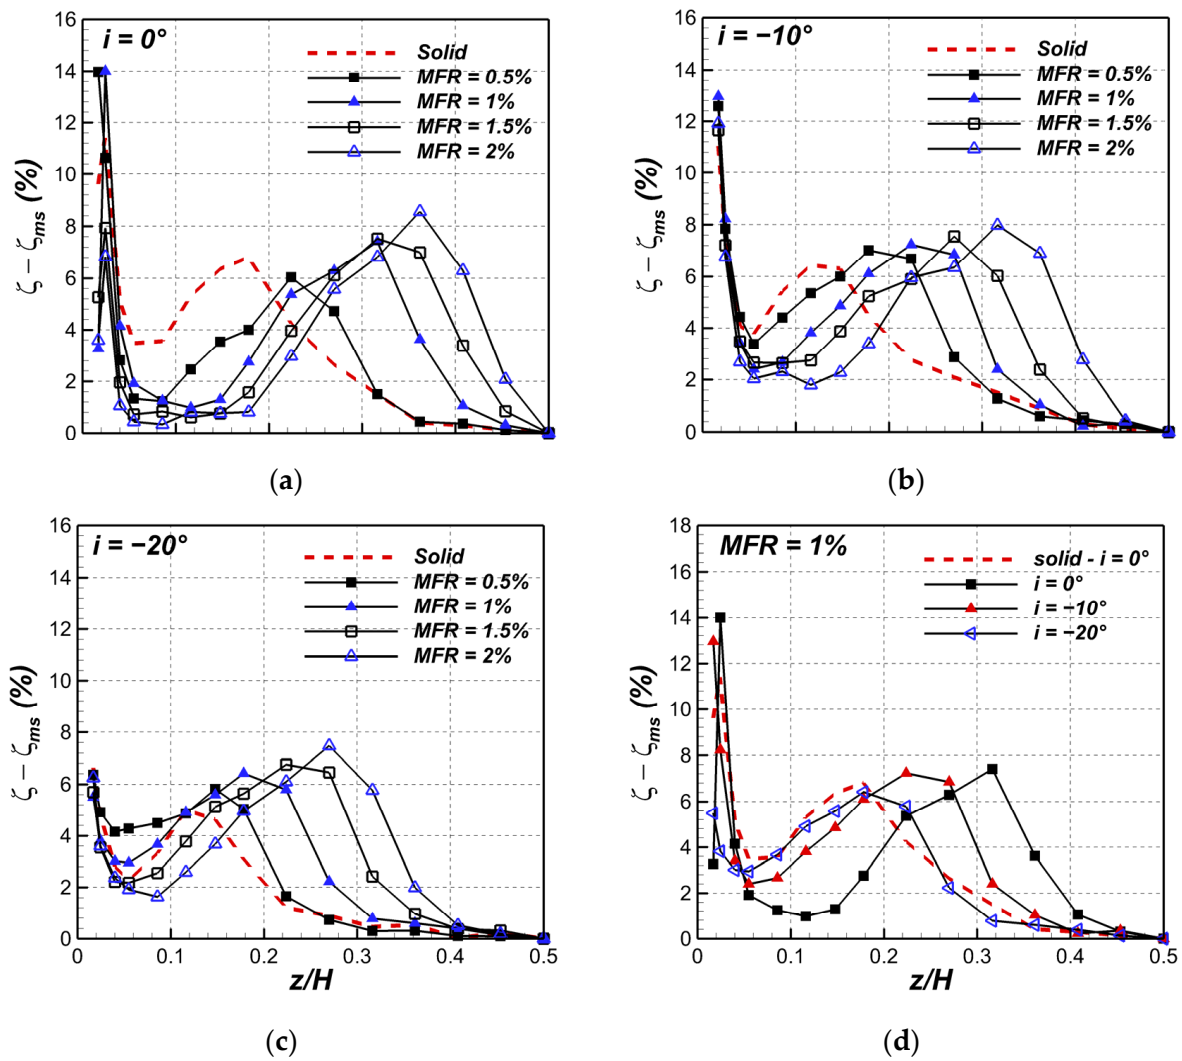 i = 0°
Solid
MFR = 0.5%
MFR = 1%
MFR = 1.5%
MFR = 2%
ζ – ζms (%)
16
14
12
10
8
6
4
2
0
0
0.1
0.2
0.3
0.4
0.5
(a)
i = −10°
Solid
MFR = 0.5%
MFR = 1%
MFR = 1.5%
MFR = 2%
ζ – ζms (%)
16
14
12
10
8
6
4
2
0
0
0.1
0.2
0.3
0.4
0.5
(b)
i = −20°
Solid
MFR = 0.5%
MFR = 1%
MFR = 1.5%
MFR = 2%
ζ – ζms (%)
16
14
12
10
8
6
4
2
0
0
0.1
0.2
0.3
0.4
0.5
z/H
(c)
MFR = 1%
solid - i = 0°
i = 0°
i = −10°
i = −20°
ζ – ζms (%)
18
16
14
12
10
8
6
4
2
0
0
0.1
0.2
0.3
0.4
0.5
z/H
(d)